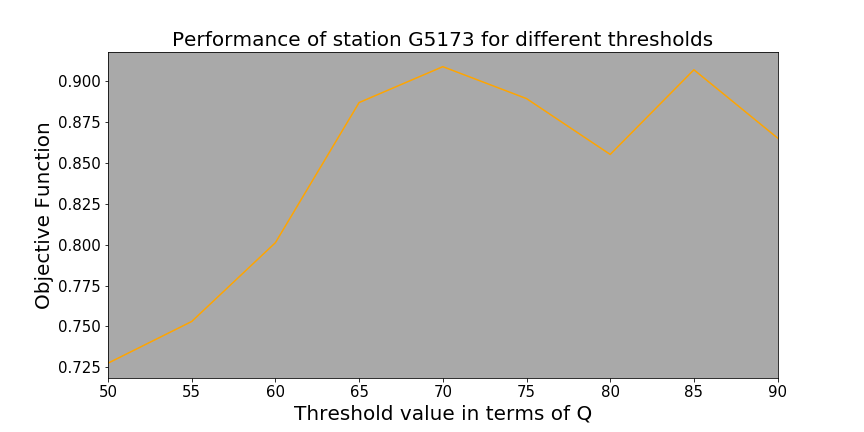 Performance of station G5173 for different thresholds
Objective Function
0.900
0.875
0.850
0.825
0.800
0.775
0.750
0.725
50 55 60 65 70 75 80 85 90
Threshold value in terms of Q